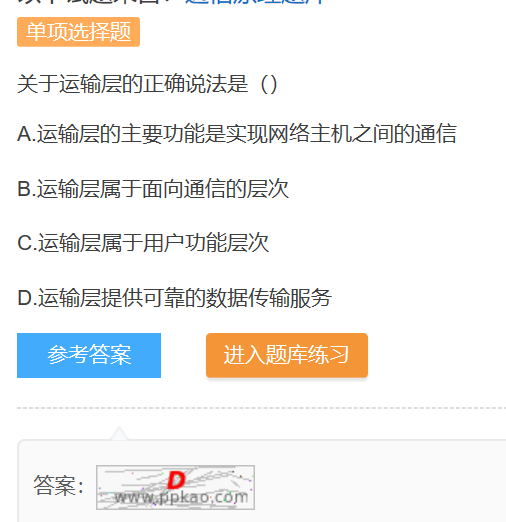 单项选择题
关于运输层的正确说法是（）
A.运输层的主要功能是实现网络主机之间的通信
B.运输层属于面向通信的层次
C.运输层属于用户功能层次
D.运输层提供可靠的数据传输服务
参考答案 进入题库练习
答案: D
www.ppkao.com